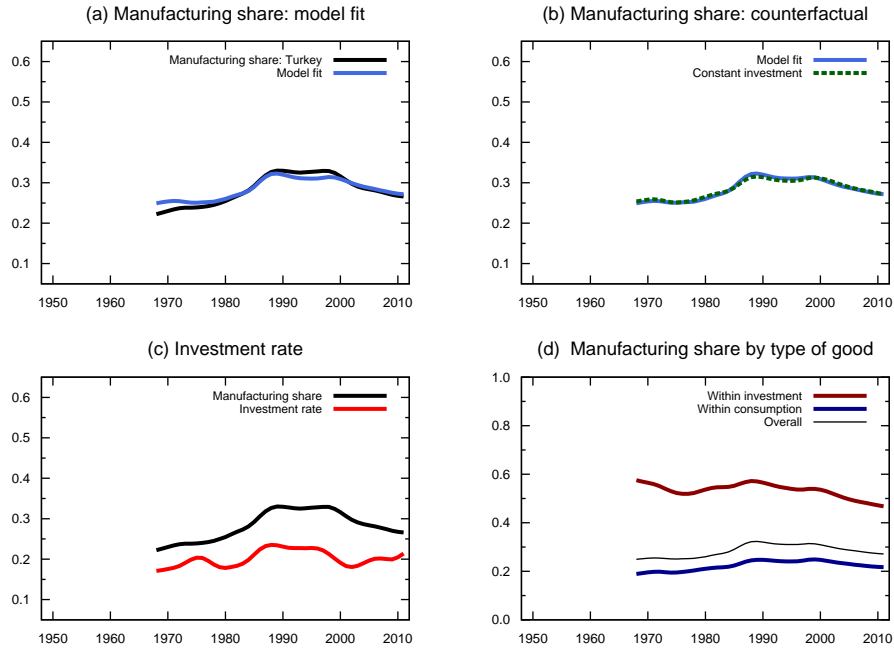 (a) Manufacturing share: model fit
Manufacturing share: Turkey
Model fit
0.6
0.5
0.4
0.3
0.2
0.1
1950 1960 1970 1980 1990 2000 2010
(b) Manufacturing share: counterfactual
Model fit
Constant investment
0.6
0.5
0.4
0.3
0.2
0.1
1950 1960 1970 1980 1990 2000 2010
(c) Investment rate
Manufacturing share
Investment rate
0.6
0.5
0.4
0.3
0.2
0.1
1950 1960 1970 1980 1990 2000 2010
(d) Manufacturing share by type of good
Within investment
Within consumption
Overall
1.0
0.8
0.6
0.4
0.2
0.0
1950 1960 1970 1980 1990 2000 2010